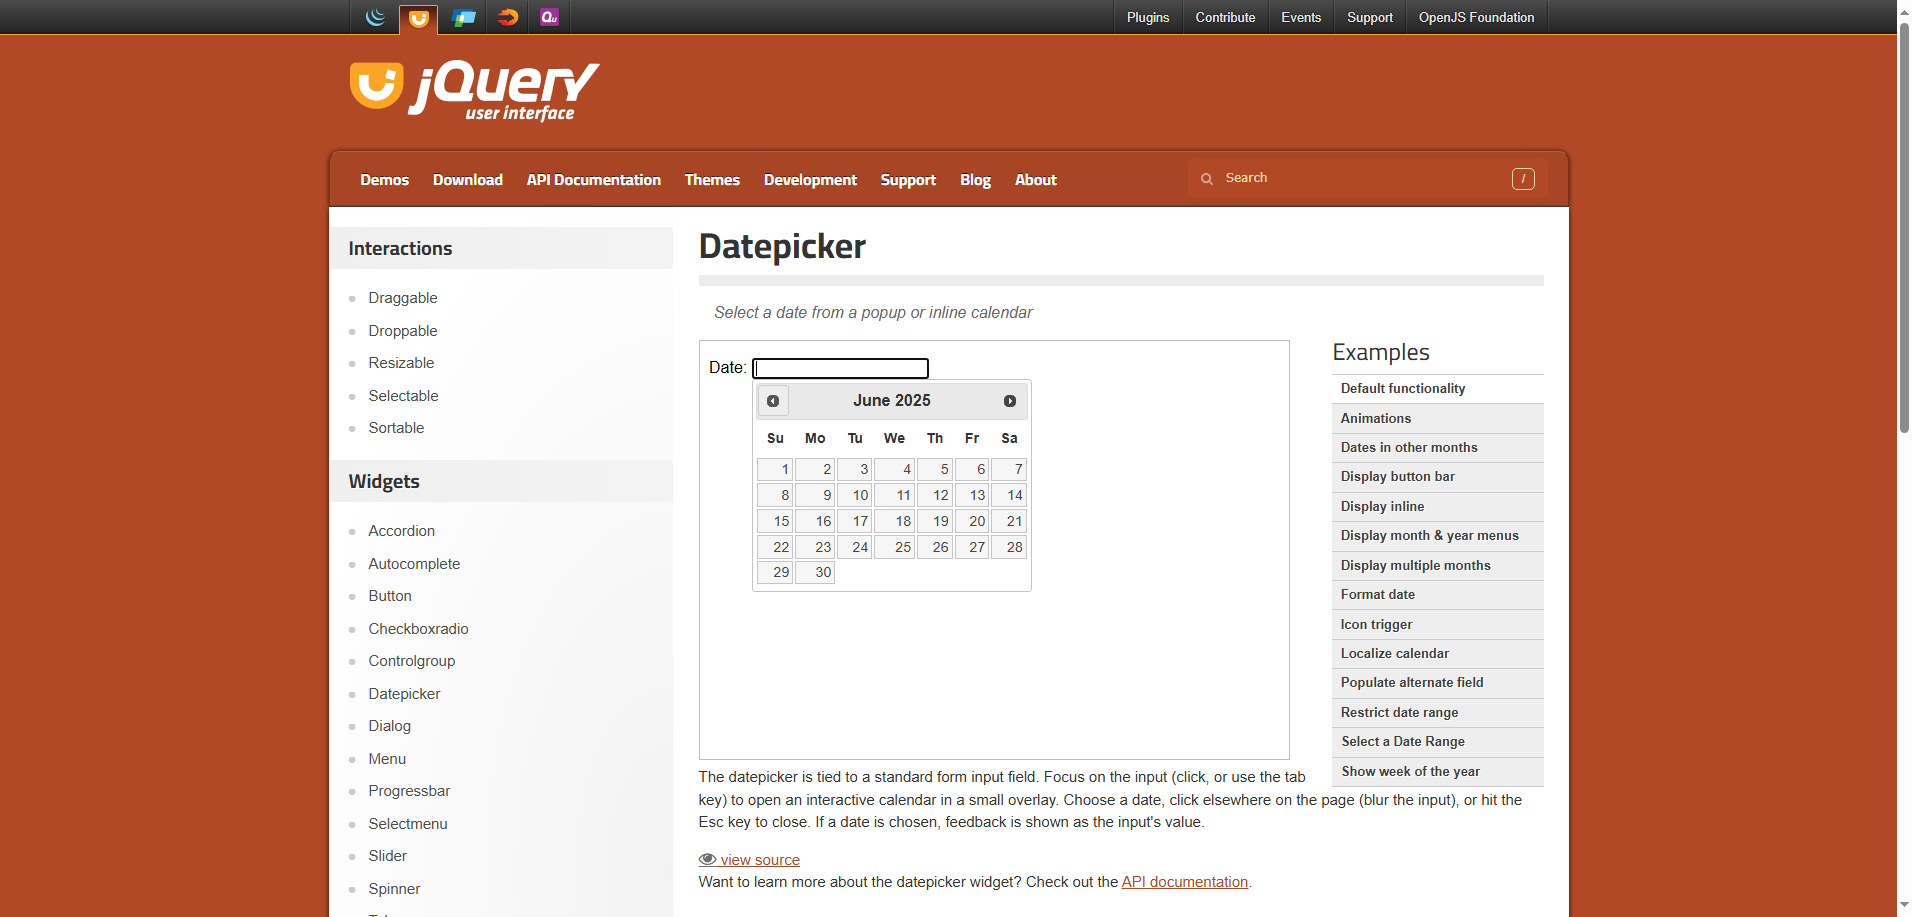 Plugins Contribute Events Support OpenJS Foundation
jQuery
user interface
Demos Download API Documentation Themes Development Support Blog About Search /
Interactions
Draggable
Droppable
Resizable
Selectable
Sortable
Widgets
Accordion
Autocomplete
Button
Checkboxradio
Controlgroup
Datepicker
Dialog
Menu
Progressbar
Selectmenu
Slider
Spinner
Datepicker
Select a date from a popup or inline calendar
Date:
June 2025
Su Mo Tu We Th Fr Sa
1 2 3 4 5 6 7
8 9 10 11 12 13 14
15 16 17 18 19 20 21
22 23 24 25 26 27 28
29 30
Examples
Default functionality
Animations
Dates in other months
Display button bar
Display inline
Display month & year menus
Display multiple months
Format date
Icon trigger
Localize calendar
Populate alternate field
Restrict date range
Select a Date Range
Show week of the year
The datepicker is tied to a standard form input field. Focus on the input (click, or use the tab
key) to open an interactive calendar in a small overlay. Choose a date, click elsewhere on the page (blur the input), or hit the
Esc key to close. If a date is chosen, feedback is shown as the input's value.
view source
Want to learn more about the datepicker widget? Check out the API documentation.